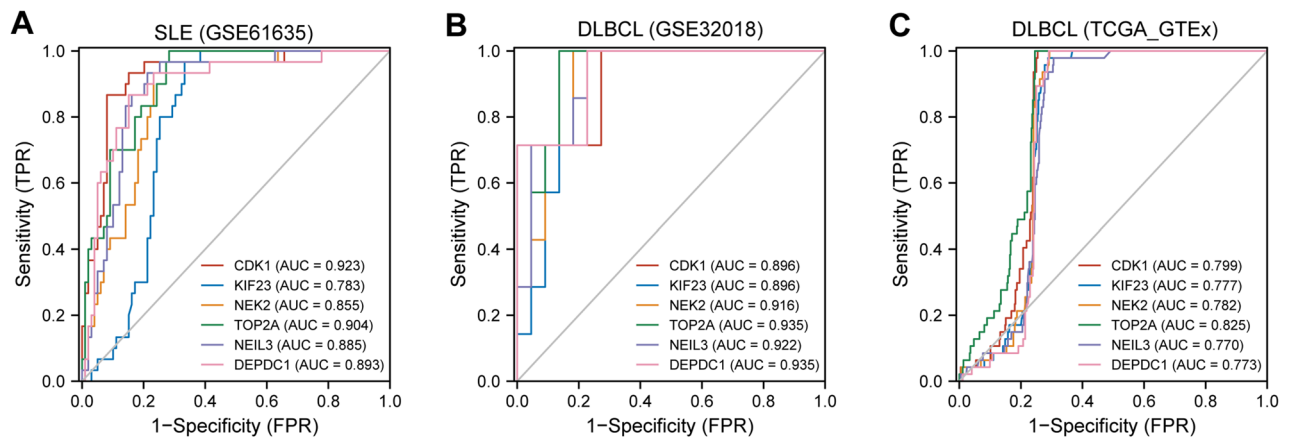 A
SLE (GSE61635)
Sensitivity (TPR)
1.0
0.8
0.6
0.4
0.2
0.0
CDK1 (AUC = 0.923)
KIF23 (AUC = 0.783)
NEK2 (AUC = 0.855)
TOP2A (AUC = 0.904)
NEIL3 (AUC = 0.885)
DEPDC1 (AUC = 0.893)
0.0 0.2 0.4 0.6 0.8 1.0
1−Specificity (FPR)
B
DLBCL (GSE32018)
Sensitivity (TPR)
1.0
0.8
0.6
0.4
0.2
0.0
CDK1 (AUC = 0.896)
KIF23 (AUC = 0.896)
NEK2 (AUC = 0.916)
TOP2A (AUC = 0.935)
NEIL3 (AUC = 0.922)
DEPDC1 (AUC = 0.935)
0.0 0.2 0.4 0.6 0.8 1.0
1−Specificity (FPR)
C
DLBCL (TCGA_GTEx)
Sensitivity (TPR)
1.0
0.8
0.6
0.4
0.2
0.0
CDK1 (AUC = 0.799)
KIF23 (AUC = 0.777)
NEK2 (AUC = 0.782)
TOP2A (AUC = 0.825)
NEIL3 (AUC = 0.770)
DEPDC1 (AUC = 0.773)
0.0 0.2 0.4 0.6 0.8 1.0
1−Specificity (FPR)